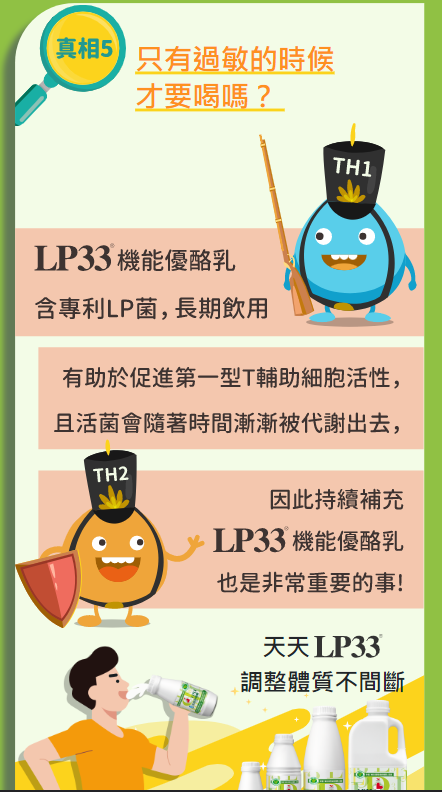 真相5
只有過敏的時候
才要喝嗎？
TH1
LP33®機能優酪乳
含專利LP菌，長期飲用
有助於促進第一型T輔助細胞活性，
且活菌會隨著時間漸漸被代謝出去，
TH2
因此持續補充
LP33®機能優酪乳
也是非常重要的事！
天天LP33®
調整體質不間斷